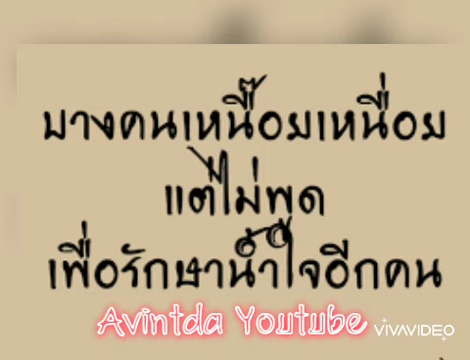 บางคนเหนื๊อยเหนื่อย
แต่ไม่พูด
เพื่อรักษาน้ำใจอีกคน
Avintda Youtube
VIVAVIDEO